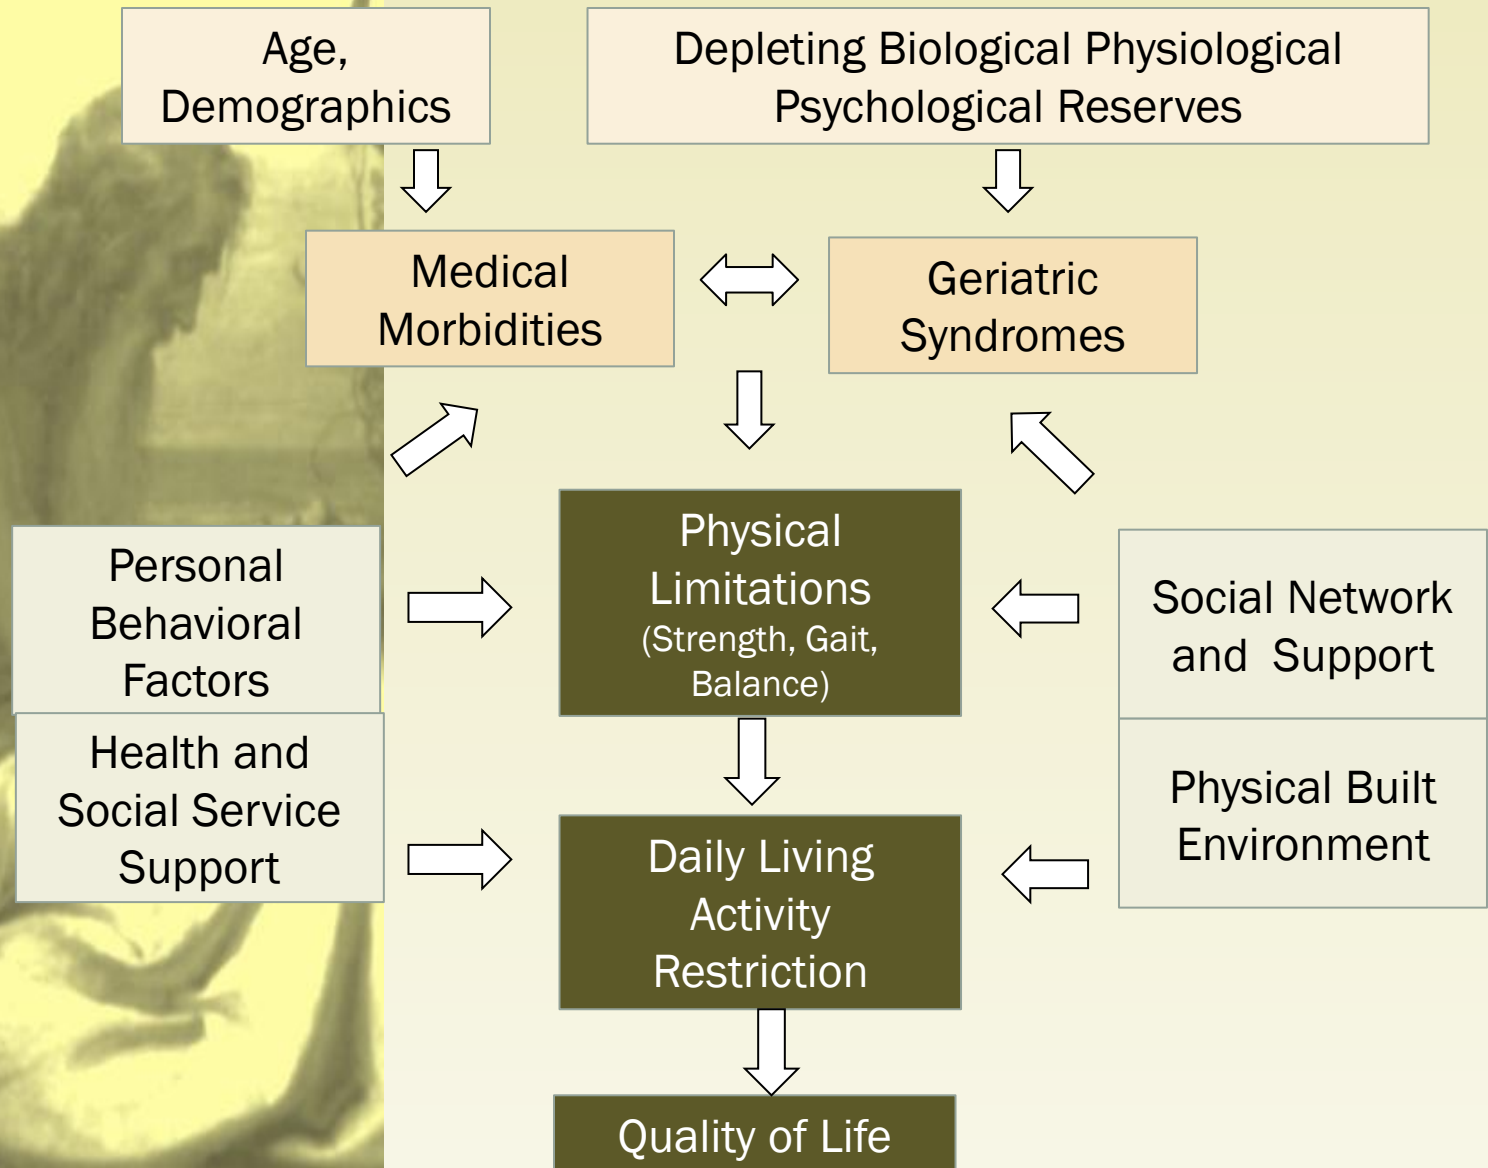 Age,
Demographics
Depleting Biological Physiological
Psychological Reserves
Medical
Morbidities
Geriatric
Syndromes
Personal
Behavioral
Factors
Physical
Limitations
(Strength, Gait,
Balance)
Social Network
and  Support
Health and
Social Service
Support
Daily Living
Activity
Restriction
Physical Built
Environment
Quality of Life